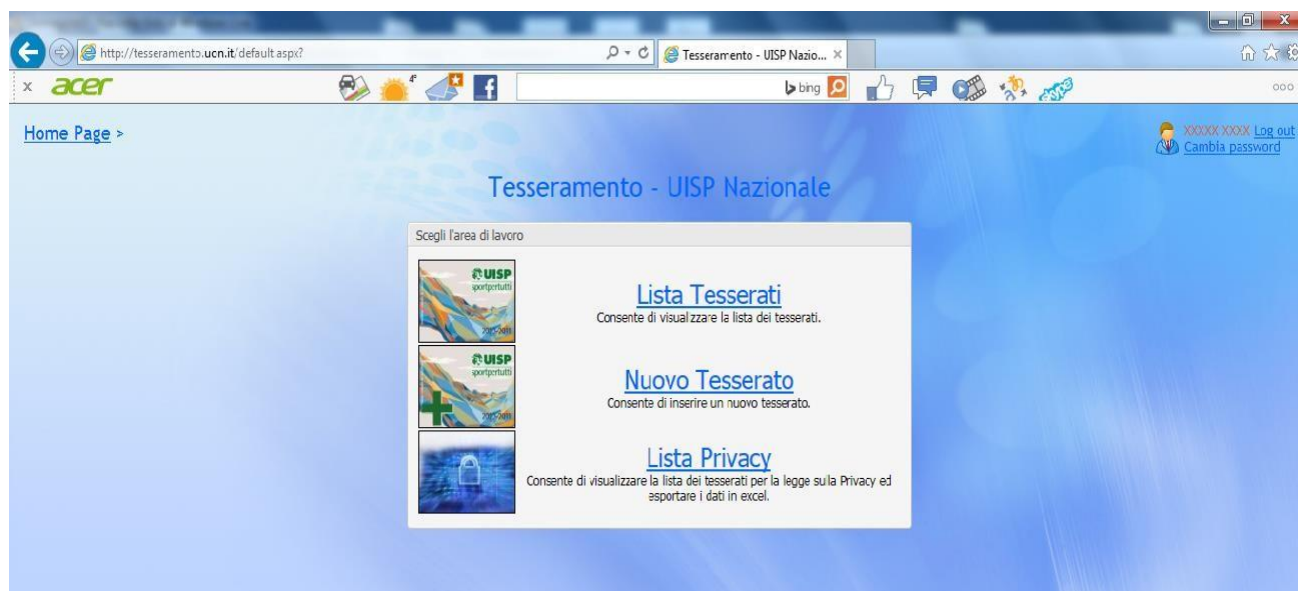 http://tesseramento.ucn.it/default.aspx?
Tesseramento - UISP Nazio...
x acer
4°
bing
Home Page >
XXXXX XXXX Log out
Cambia password
Tesseramento - UISP Nazionale
Scegli l'area di lavoro
UISP
sportpertutti
Lista Tesserati
Consente di visualizzare la lista dei tesserati.
UISP
sportpertutti
Nuovo Tesserato
Consente di inserire un nuovo tesserato.
Lista Privacy
Consente di visualizzare la lista dei tesserati per la legge sulla Privacy ed
esportare i dati in excel.